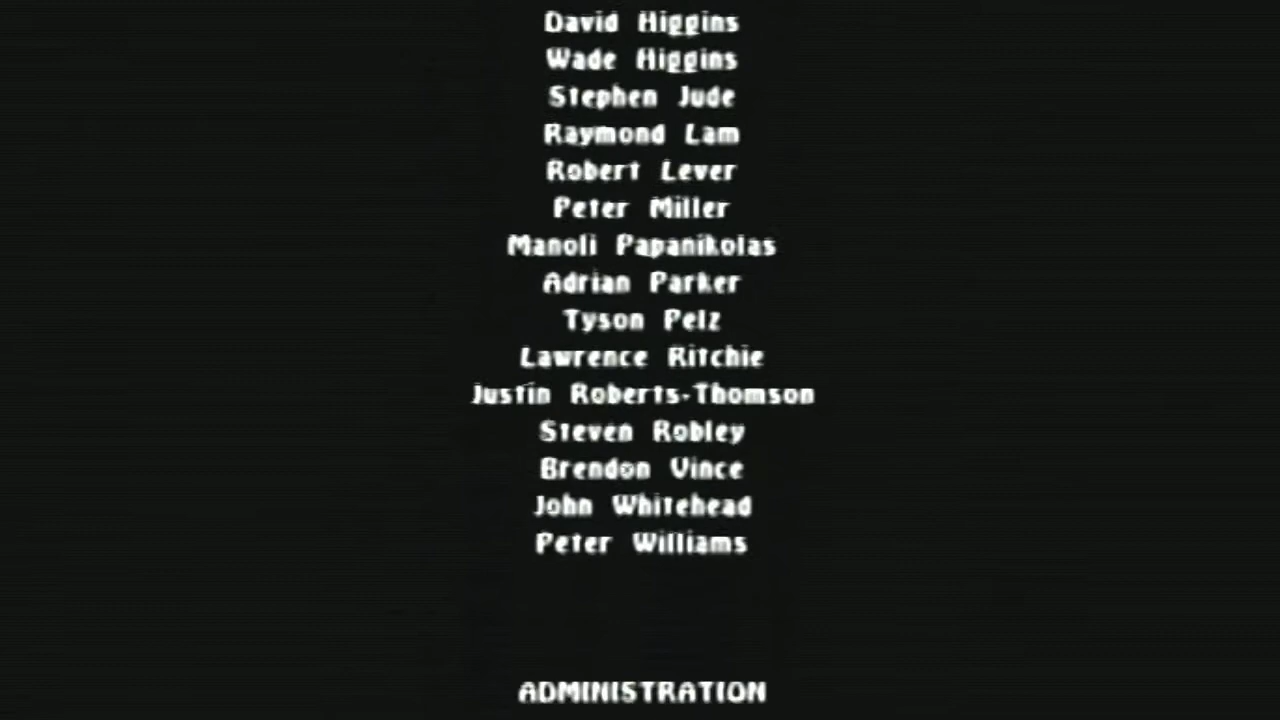 David Higgins
Wade Higgins
Stephen Jude
Raymond Lam
Robert Lever
Peter Miller
Manoli Papanikolas
Adrian Parker
Tyson Pelz
Lawrence Ritchie
Justin Roberts-Thomson
Steven Robley
Brendon Vince
John Whitehead
Peter Williams
ADMINISTRATION